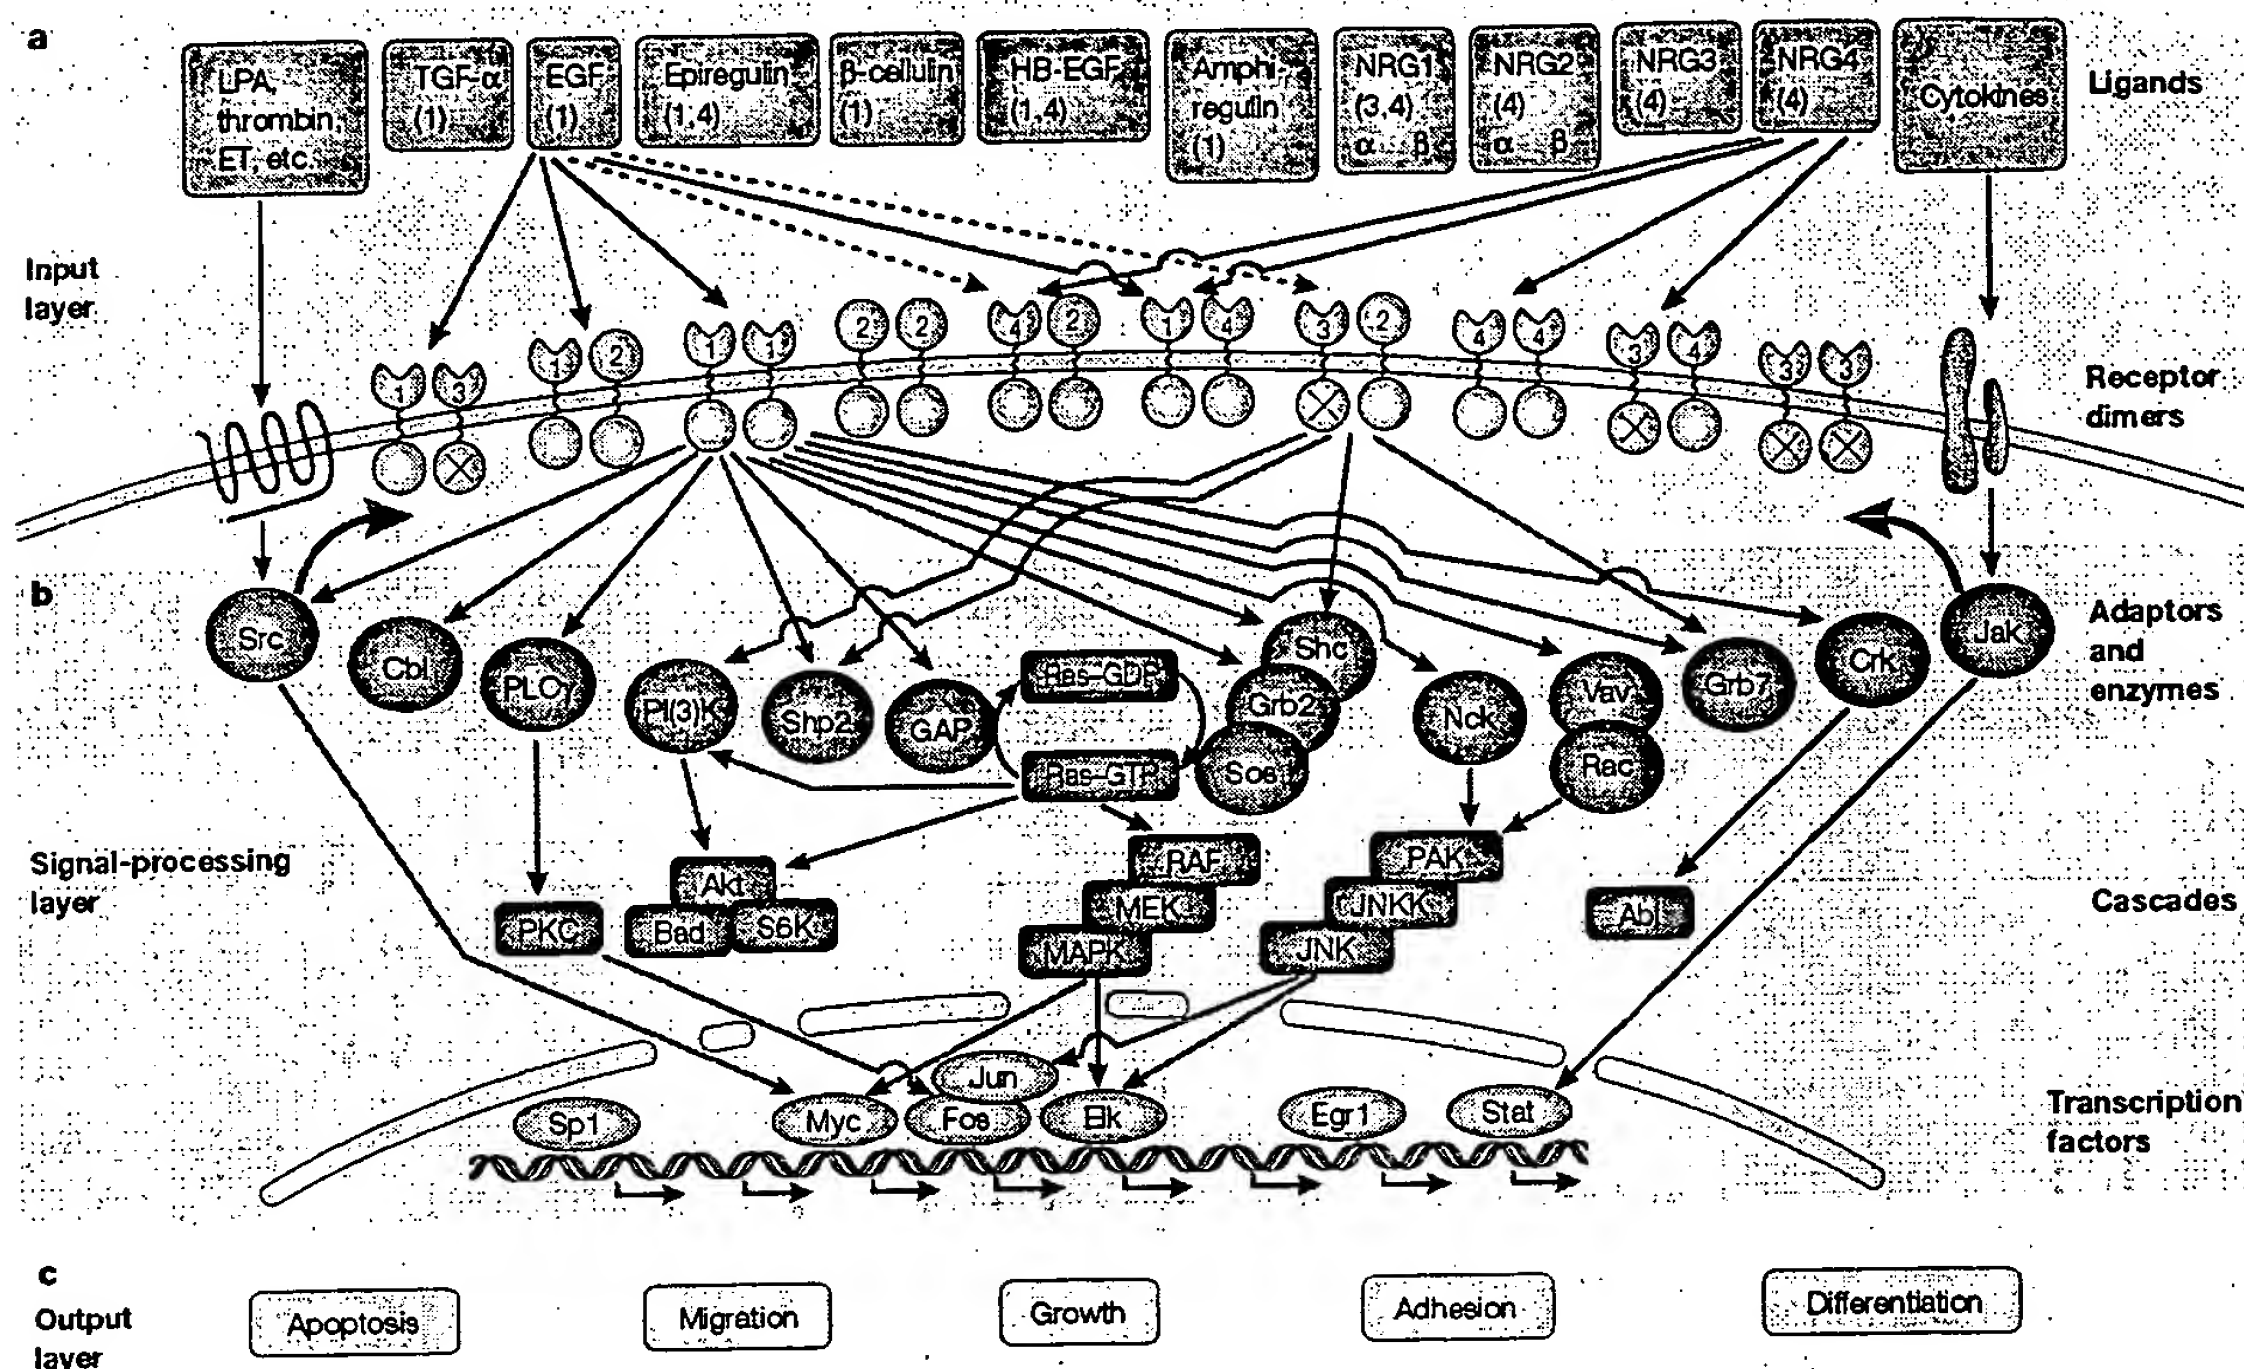 a
LPA,
thrombin,
ET, etc.
TGF-α
(1)
EGF
(1)
Epiregulin
(1,4)
β-cellulin
(1)
HB-EGF
(1,4)
Amphi-
regulin
(1)
NRG1
(3,4)
α β
NRG2
(4)
α β
NRG3
(4)
NRG4
(4)
Cytokines
Ligands
Input
layer
1 3
1 2
1 1
2 2
4 2
1 4
3 2
4 4
3 4
3 3
Receptor
dimers
b
Src
Cbl
PLCγ
PI(3)K
Shp2
GAP
Ras–GDP
Ras–GTP
Shc
Grb2
Sos
Nck
Vav
Rac
Grb7
Crk
Jak
Adaptors
and
enzymes
Signal-processing
layer
PKC
Akt
Bad
S6K
RAF
MEK
MAPK
PAK
JNKK
JNK
Abl
Cascades
Sp1
Myc
Jun
Fos
Elk
Egr1
Stat
Transcription
factors
c
Output
layer
Apoptosis
Migration
Growth
Adhesion
Differentiation